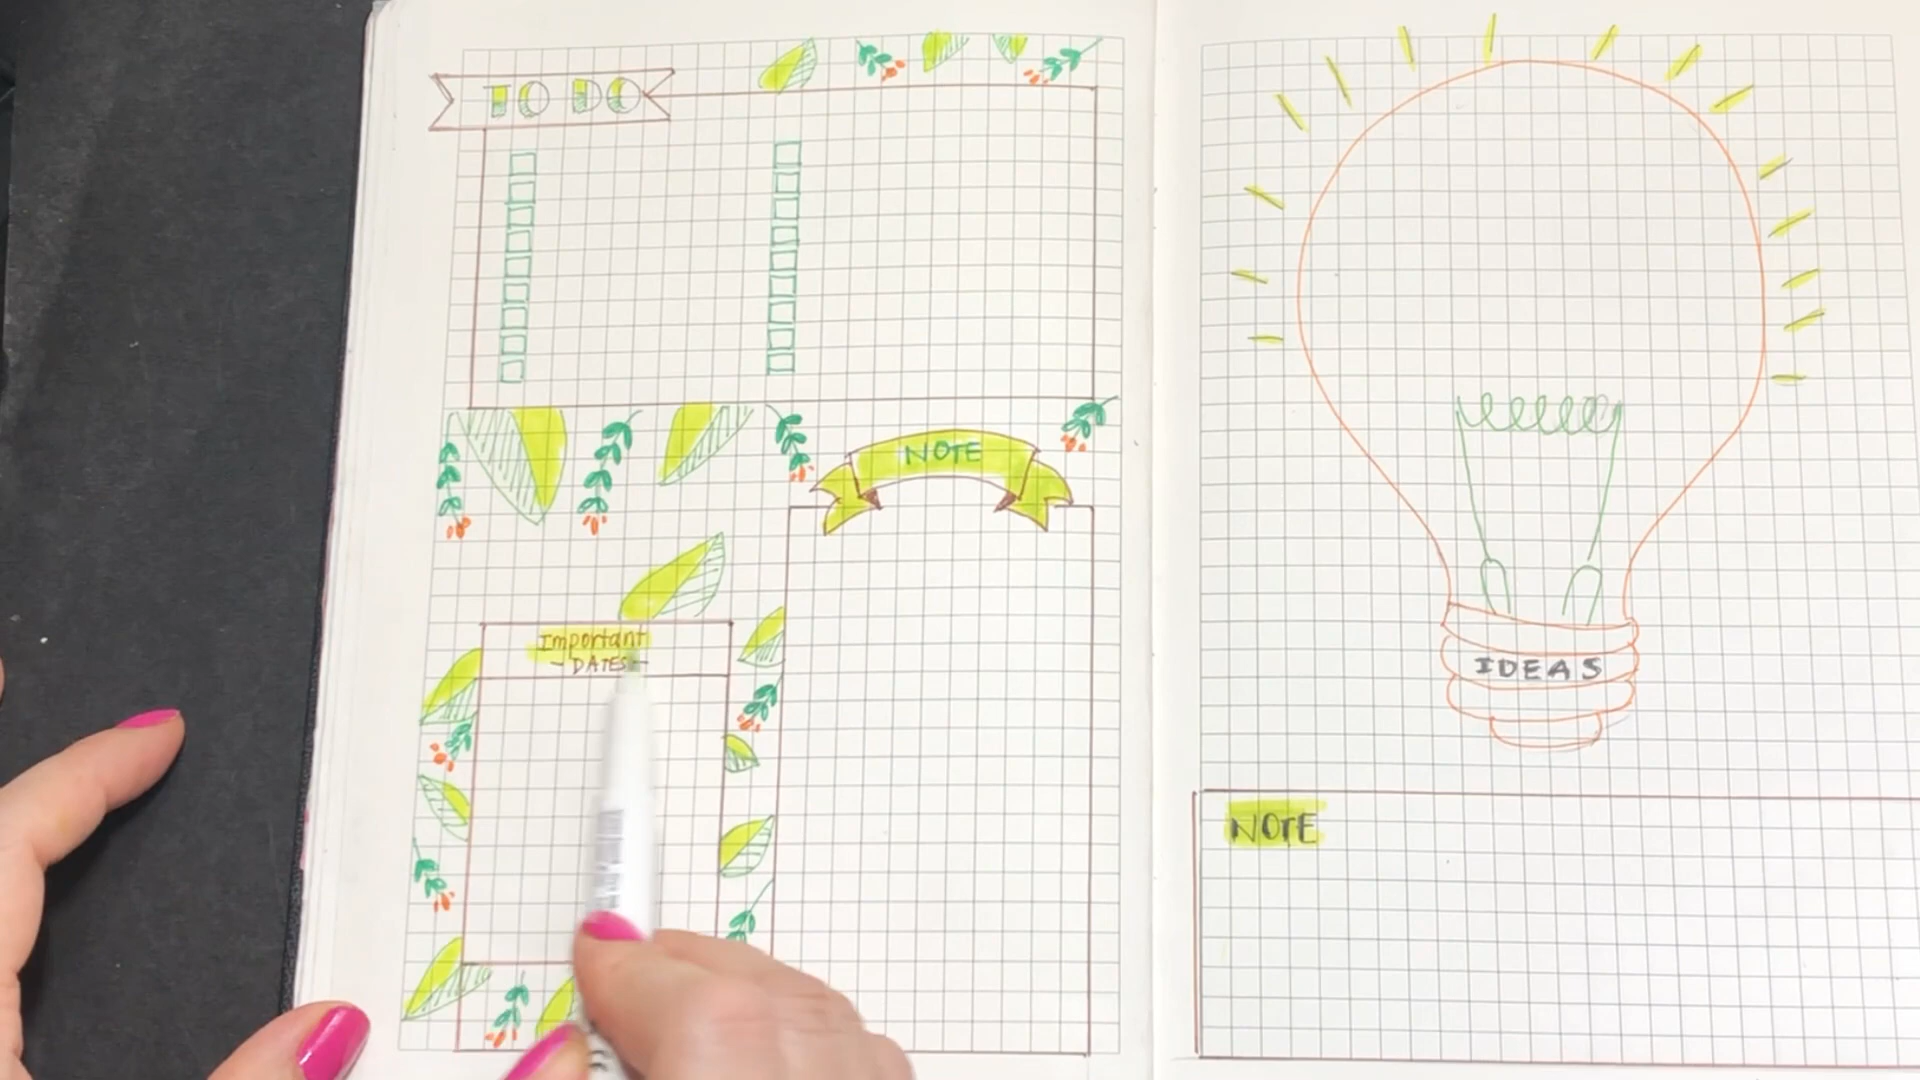 TO DO
NOTE
Important
- DATES -
IDEAS
NOTE